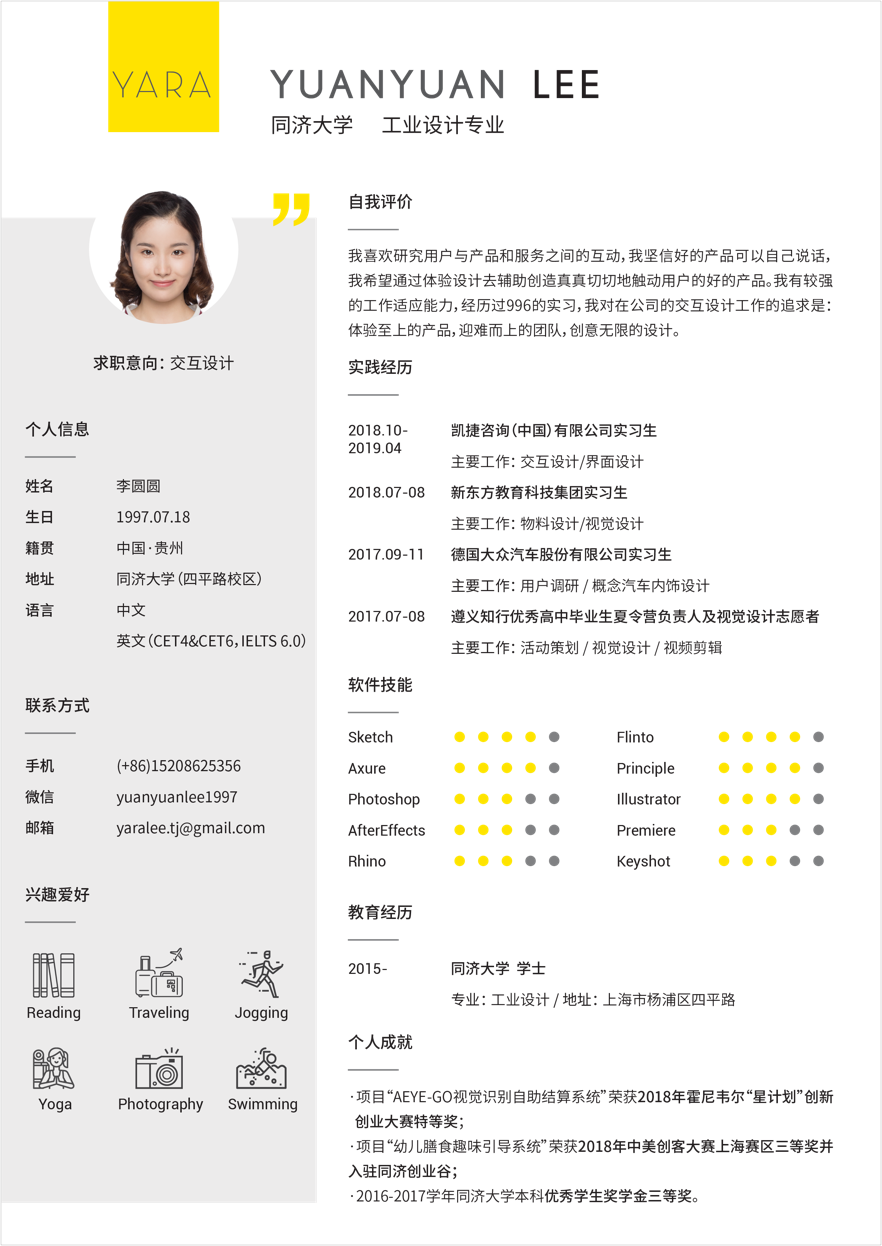 YARA
YUANYUAN LEE
同济大学 工业设计专业
求职意向：交互设计
个人信息
姓名 李圆圆
生日 1997.07.18
籍贯 中国·贵州
地址 同济大学（四平路校区）
语言 中文
英文（CET4&CET6，IELTS 6.0）
联系方式
手机 (+86)15208625356
微信 yuanyuanlee1997
邮箱 yaralee.tj@gmail.com
兴趣爱好
Reading Traveling Jogging
Yoga Photography Swimming
”
自我评价
我喜欢研究用户与产品和服务之间的互动，我坚信好的产品可以自己说话，
我希望通过体验设计去辅助创造真真切切地触动用户的好的产品。我有较强
的工作适应能力，经历过996的实习，我对在公司的交互设计工作的追求是：
体验至上的产品，迎难而上的团队，创意无限的设计。
实践经历
2018.10-
2019.04
凯捷咨询（中国）有限公司实习生
主要工作：交互设计/界面设计
2018.07-08 新东方教育科技集团实习生
主要工作：物料设计/视觉设计
2017.09-11 德国大众汽车股份有限公司实习生
主要工作：用户调研 / 概念汽车内饰设计
2017.07-08 遵义知行优秀高中毕业生夏令营负责人及视觉设计志愿者
主要工作：活动策划 / 视觉设计 / 视频剪辑
软件技能
Sketch Flinto
Axure Principle
Photoshop Illustrator
AfterEffects Premiere
Rhino Keyshot
教育经历
2015- 同济大学 学士
专业：工业设计 / 地址：上海市杨浦区四平路
个人成就
·项目“AEYE-GO视觉识别自助结算系统”荣获2018年霍尼韦尔“星计划”创新
创业大赛特等奖；
·项目“幼儿膳食趣味引导系统”荣获2018年中美创客大赛上海赛区三等奖并
入驻同济创业谷；
·2016-2017学年同济大学本科优秀学生奖学金三等奖。